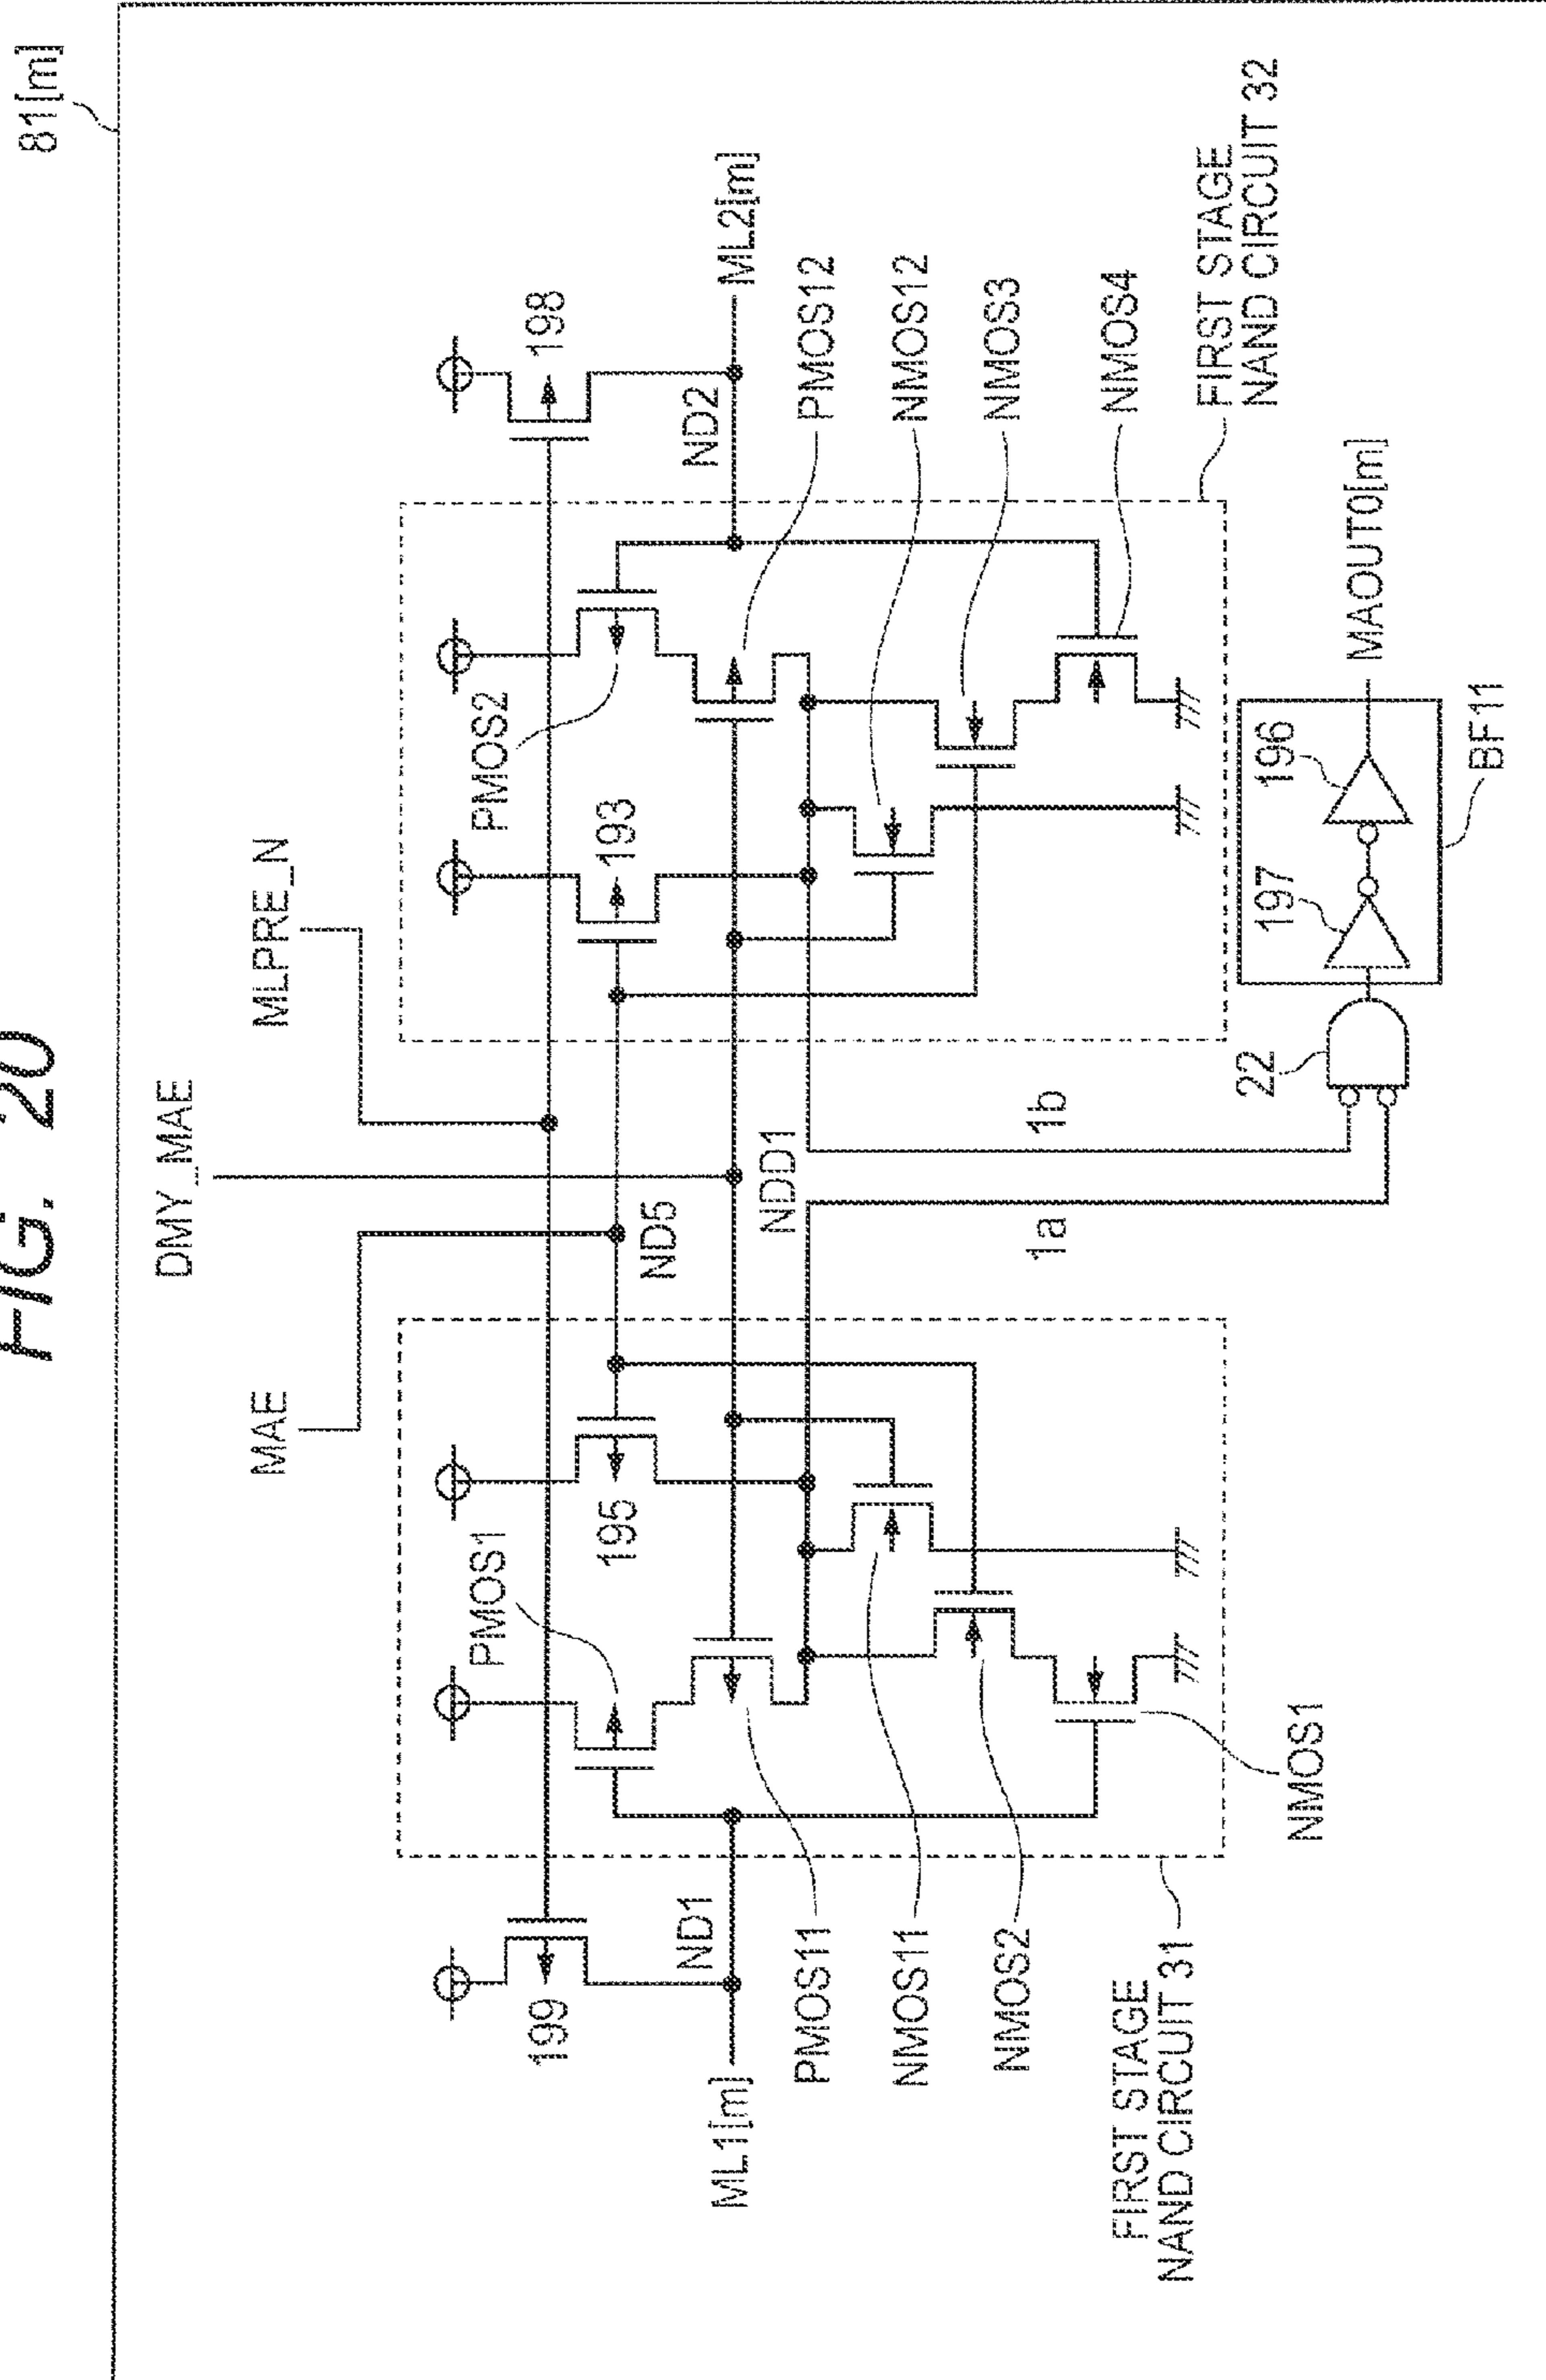 FIG. 20
81[m]
MAE
DMY_MAE
MLPRE_N
199
ND1
ML1[m]
PMOS1
195
ND5
NDD1
PMOS2
193
198
ND2
ML2[m]
PMOS11
NMOS11
NMOS2
NMOS1
PMOS12
NMOS12
NMOS3
NMOS4
1a
1b
22
197
196
MAOUT0[m]
BF11
FIRST STAGE
NAND CIRCUIT 31
FIRST STAGE
NAND CIRCUIT 32